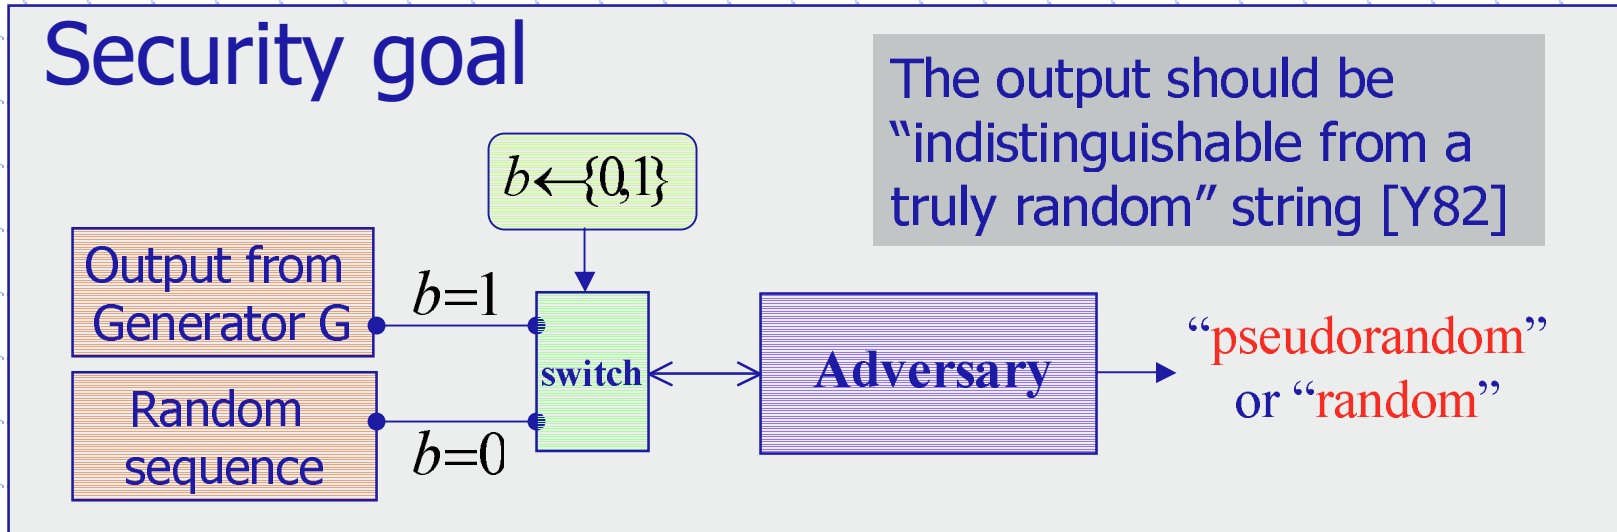 Security goal
The output should be
“indistinguishable from a
truly random” string [Y82]
b←{0,1}
Output from
Generator G
b=1
switch
Adversary
“pseudorandom”
or “random”
Random
sequence
b=0